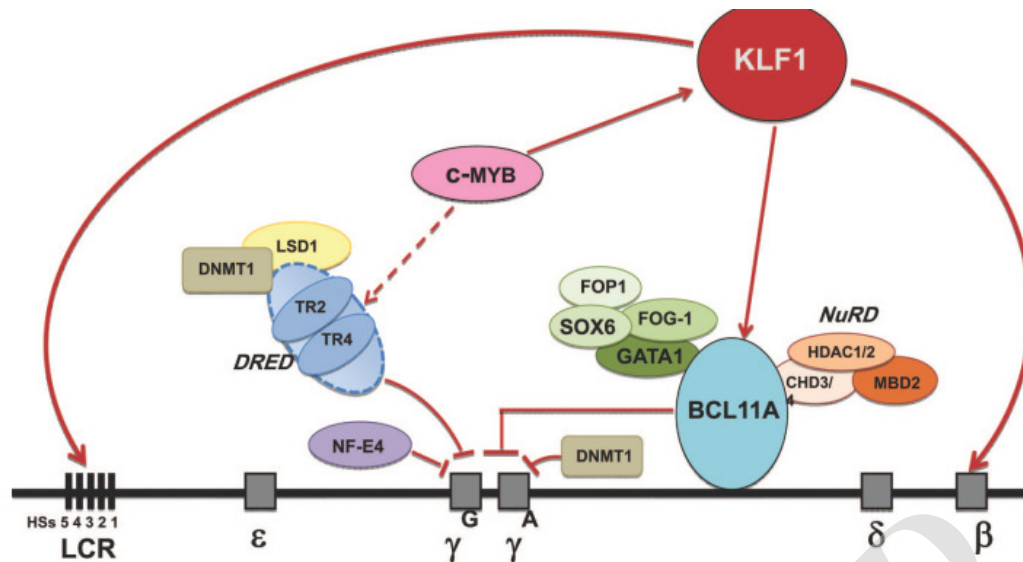 KLF1
c-MYB
LSD1
DNMT1
TR2
TR4
DRED
FOP1
SOX6
FOG-1
GATA1
NuRD
HDAC1/2
CHD3/
4
MBD2
BCL11A
NF-E4
DNMT1
HSs 5 4 3 2 1
LCR
ε
G
γ
A
γ
δ
β